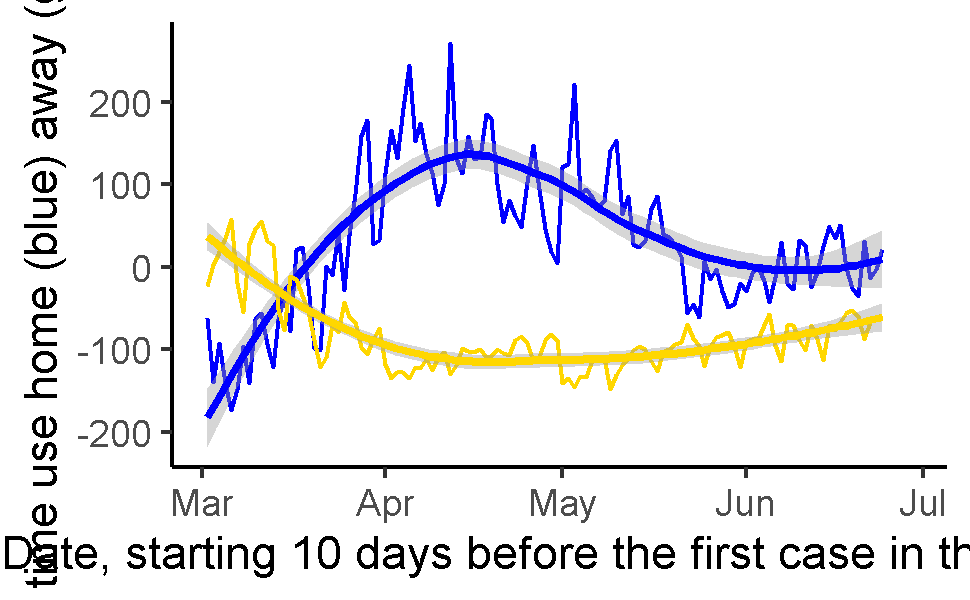 time use home (blue) away (
200
100
0
-100
-200
Mar Apr May Jun Jul
Date, starting 10 days before the first case in th